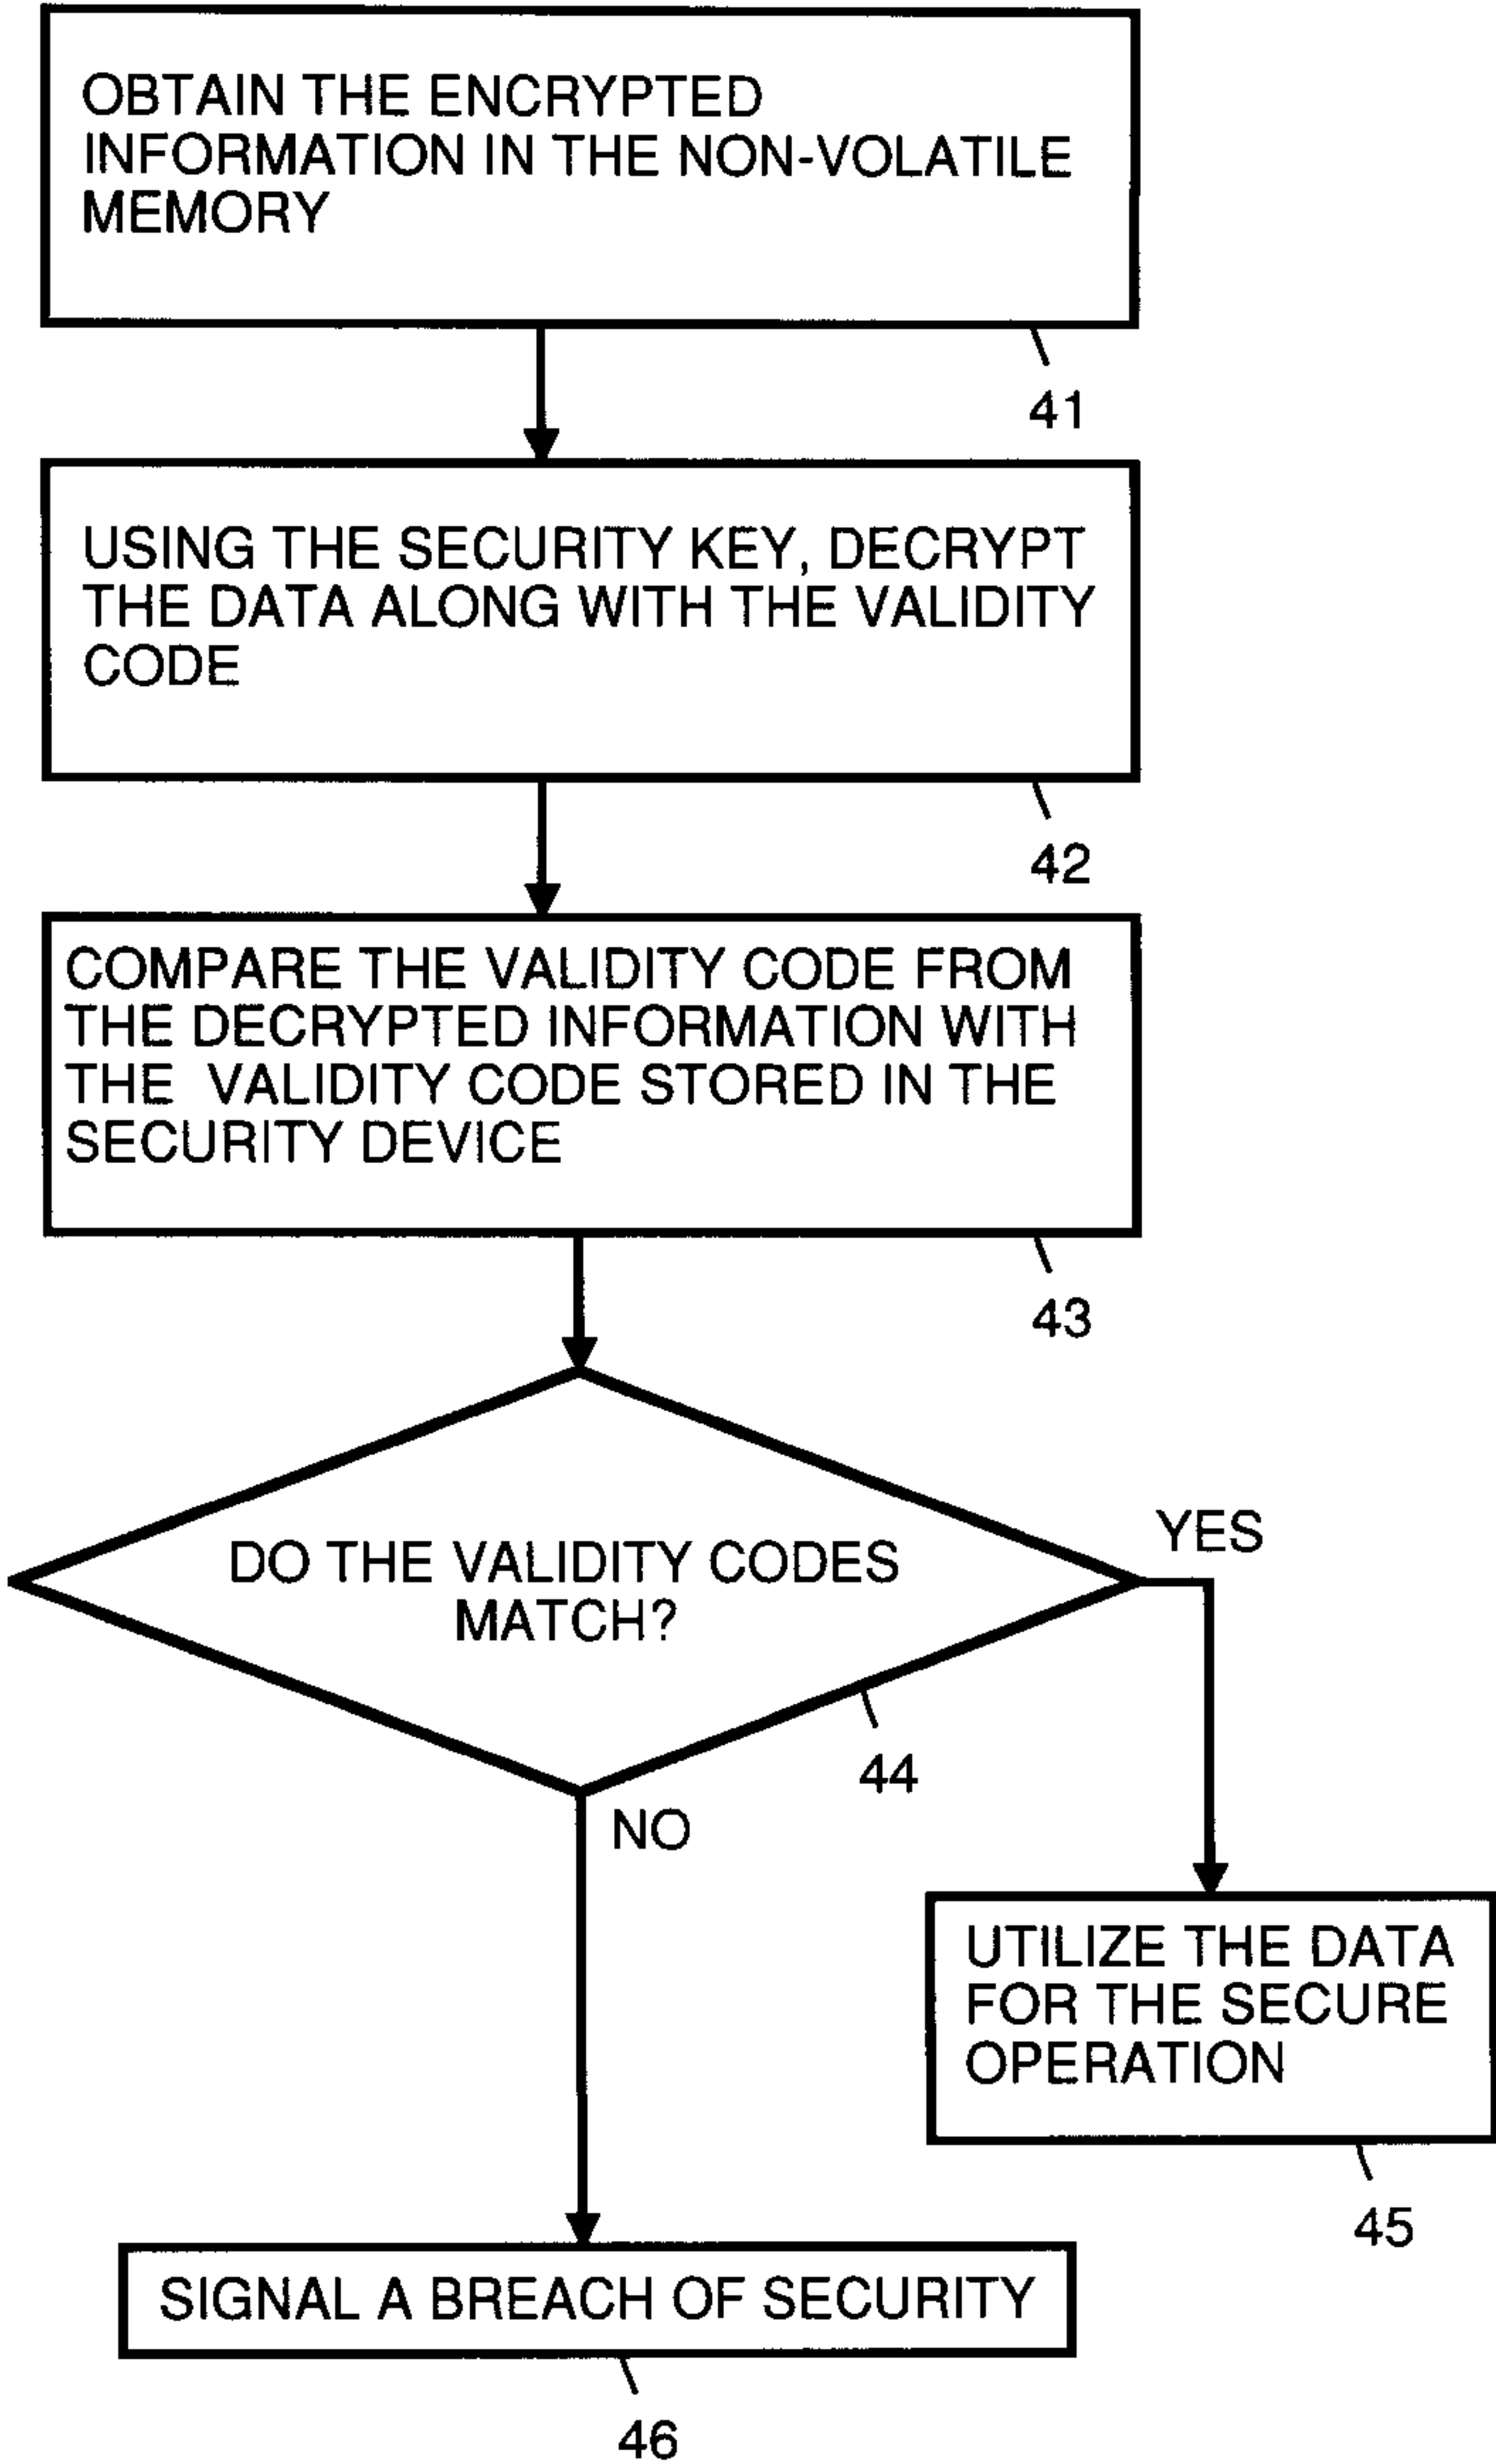 OBTAIN THE ENCRYPTED
INFORMATION IN THE NON-VOLATILE
MEMORY
41
USING THE SECURITY KEY, DECRYPT
THE DATA ALONG WITH THE VALIDITY
CODE
42
COMPARE THE VALIDITY CODE FROM
THE DECRYPTED INFORMATION WITH
THE VALIDITY CODE STORED IN THE
SECURITY DEVICE
43
DO THE VALIDITY CODES
MATCH?
YES
44
NO
UTILIZE THE DATA
FOR THE SECURE
OPERATION
45
SIGNAL A BREACH OF SECURITY
46